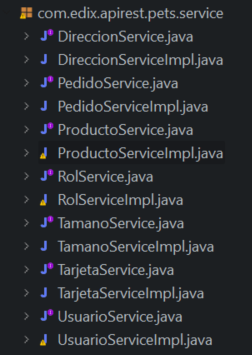 com.edix.apirest.pets.service
DireccionService.java
DireccionServiceImpl.java
PedidoService.java
PedidoServiceImpl.java
ProductoService.java
ProductoServiceImpl.java
RolService.java
RolServiceImpl.java
TamanoService.java
TamanoServiceImpl.java
TarjetaService.java
TarjetaServiceImpl.java
UsuarioService.java
UsuarioServiceImpl.java